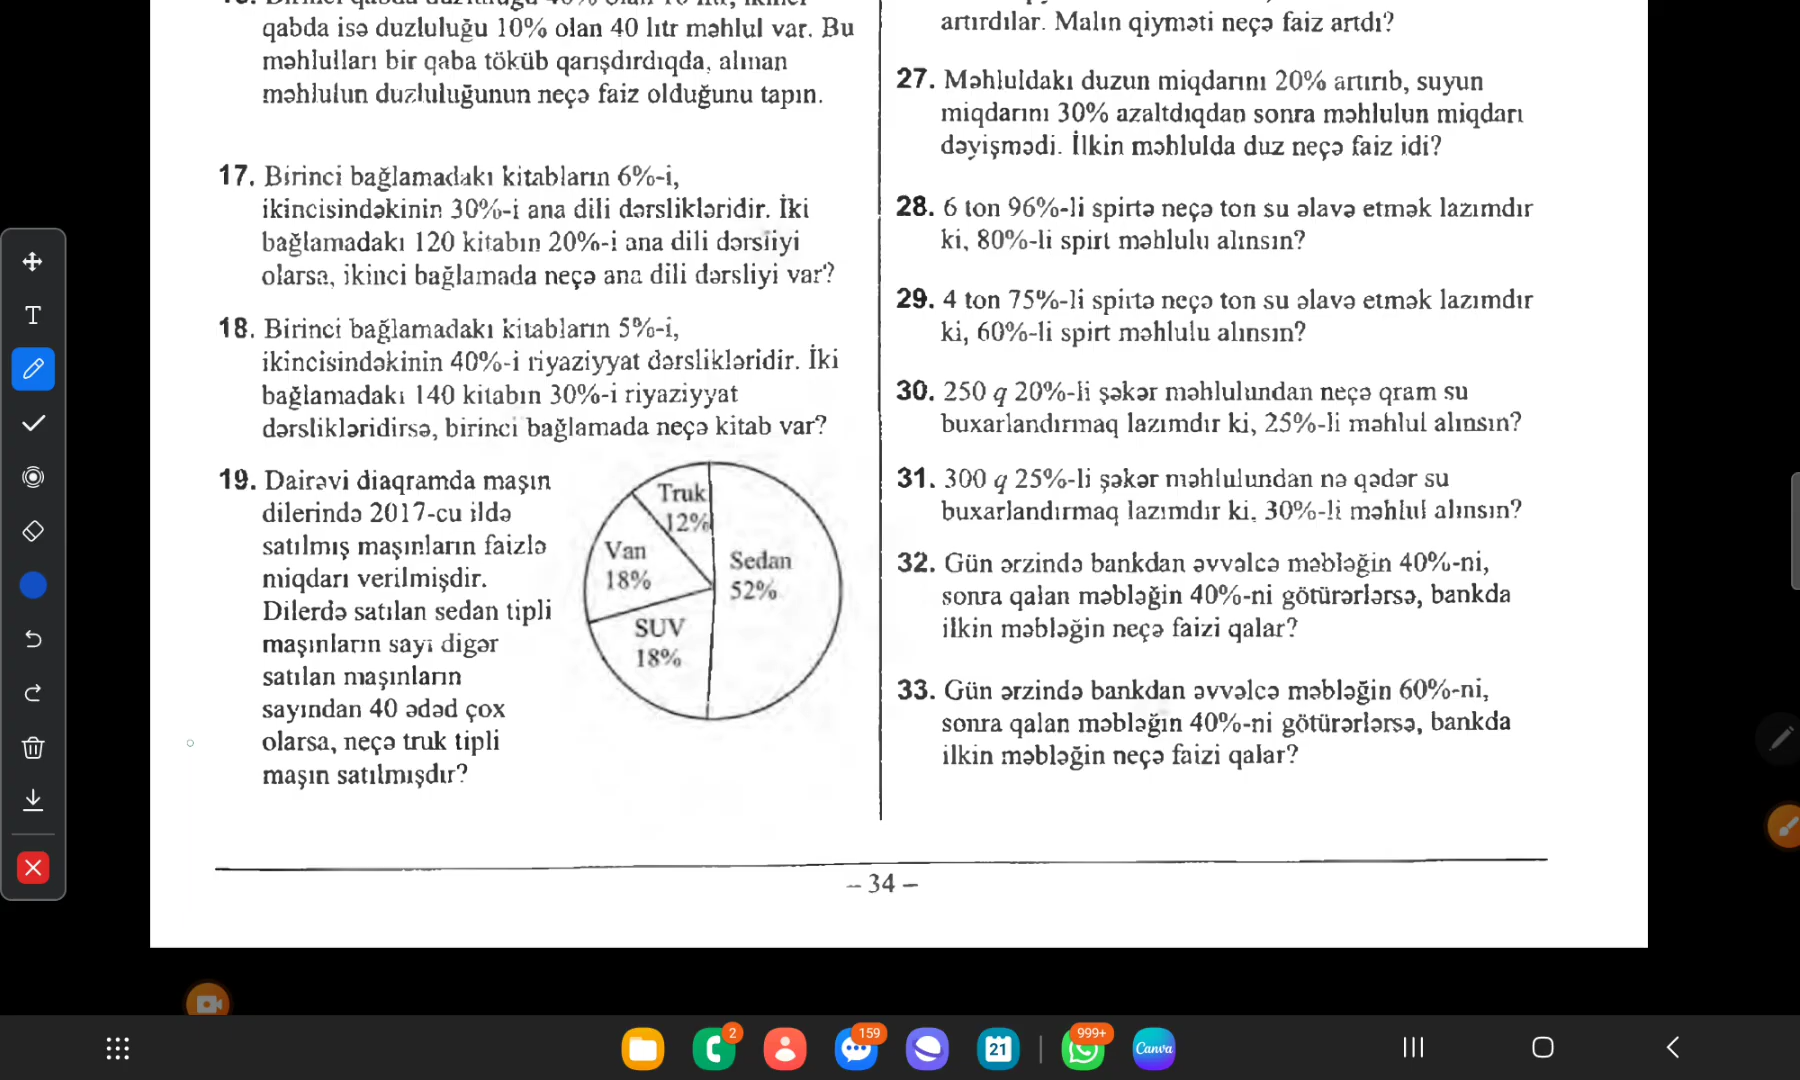 qabda isə duzluluğu 10% olan 40 litr məhlul var. Bu
məhlulları bir qaba töküb qarışdırdıqda, alınan
məhlulun duzluluğunun neçə faiz olduğunu tapın.
17. Birinci bağlamadakı kitabların 6%-i,
ikincisindəkinin 30%-i ana dili dərslikləridir. İki
bağlamadakı 120 kitabın 20%-i ana dili dərsliyi
olarsa, ikinci bağlamada neçə ana dili dərsliyi var?
18. Birinci bağlamadakı kitabların 5%-i,
ikincisindəkinin 40%-i riyaziyyat dərslikləridir. İki
bağlamadakı 140 kitabın 30%-i riyaziyyat
dərslikləridirsə, birinci bağlamada neçə kitab var?
19. Dairəvi diaqramda maşın
dilerində 2017-cu ildə
satılmış maşınların faizlə
miqdarı verilmişdir.
Dilerdə satılan sedan tipli
maşınların sayı digər
satılan maşınların
sayından 40 ədəd çox
olarsa, neçə truk tipli
maşın satılmışdır?
Truk
12%
Van
18%
Sedan
52%
SUV
18%
artırdılar. Malın qiyməti neçə faiz artdı?
27. Məhluldakı duzun miqdarını 20% artırıb, suyun
miqdarını 30% azaltdıqdan sonra məhlulun miqdarı
dəyişmədi. İlkin məhlulda duz neçə faiz idi?
28. 6 ton 96%-li spirtə neçə ton su əlavə etmək lazımdır
ki, 80%-li spirt məhlulu alınsın?
29. 4 ton 75%-li spirtə neçə ton su əlavə etmək lazımdır
ki, 60%-li spirt məhlulu alınsın?
30. 250 q 20%-li şəkər məhlulundan neçə qram su
buxarlandırmaq lazımdır ki, 25%-li məhlul alınsın?
31. 300 q 25%-li şəkər məhlulundan nə qədər su
buxarlandırmaq lazımdır ki, 30%-li məhlul alınsın?
32. Gün ərzində bankdan əvvəlcə məbləğin 40%-ni,
sonra qalan məbləğin 40%-ni götürərlərsə, bankda
ilkin məbləğin neçə faizi qalar?
33. Gün ərzində bankdan əvvəlcə məbləğin 60%-ni,
sonra qalan məbləğin 40%-ni götürərlərsə, bankda
ilkin məbləğin neçə faizi qalar?
– 34 –
T
2
159
21
999+
Canva